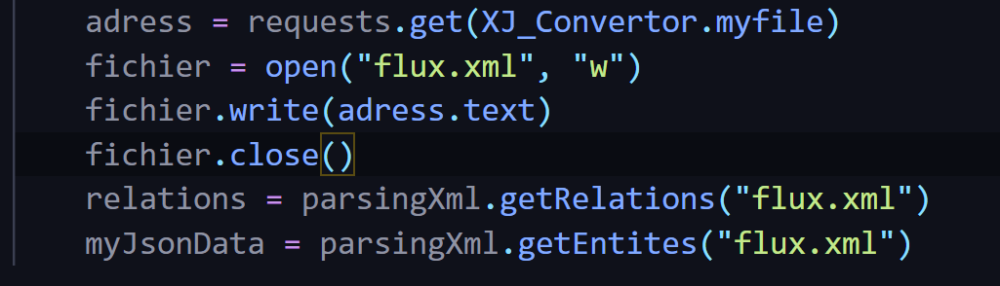 adress = requests.get(XJ_Convertor.myfile)
fichier = open("flux.xml", "w")
fichier.write(adress.text)
fichier.close()
relations = parsingXml.getRelations("flux.xml")
myJsonData = parsingXml.getEntites("flux.xml")